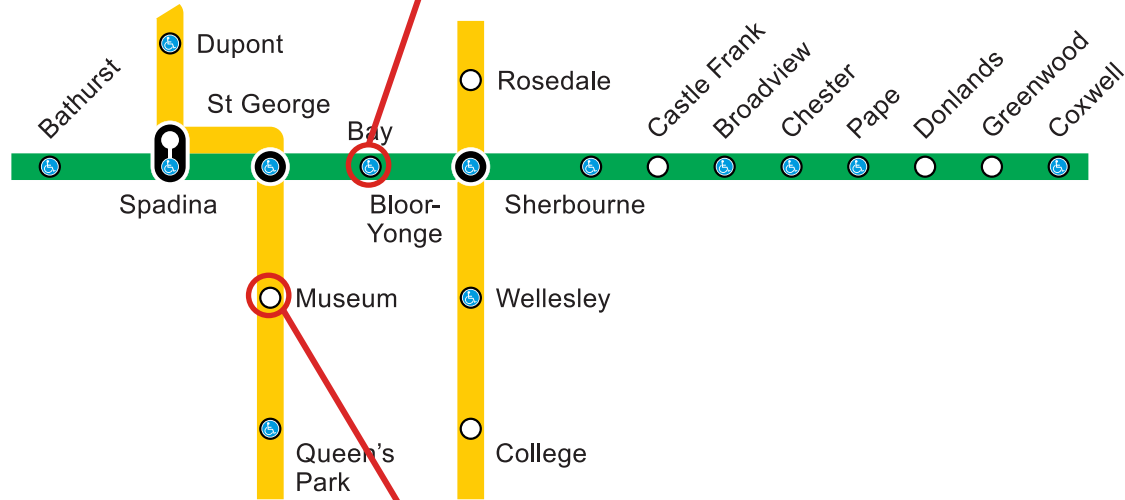 Dupont
Bathurst
St George
Bay
Rosedale
Castle Frank
Broadview
Chester
Pape
Donlands
Greenwood
Coxwell
Spadina
Bloor-
Yonge
Sherbourne
Museum
Wellesley
Queen's
Park
College